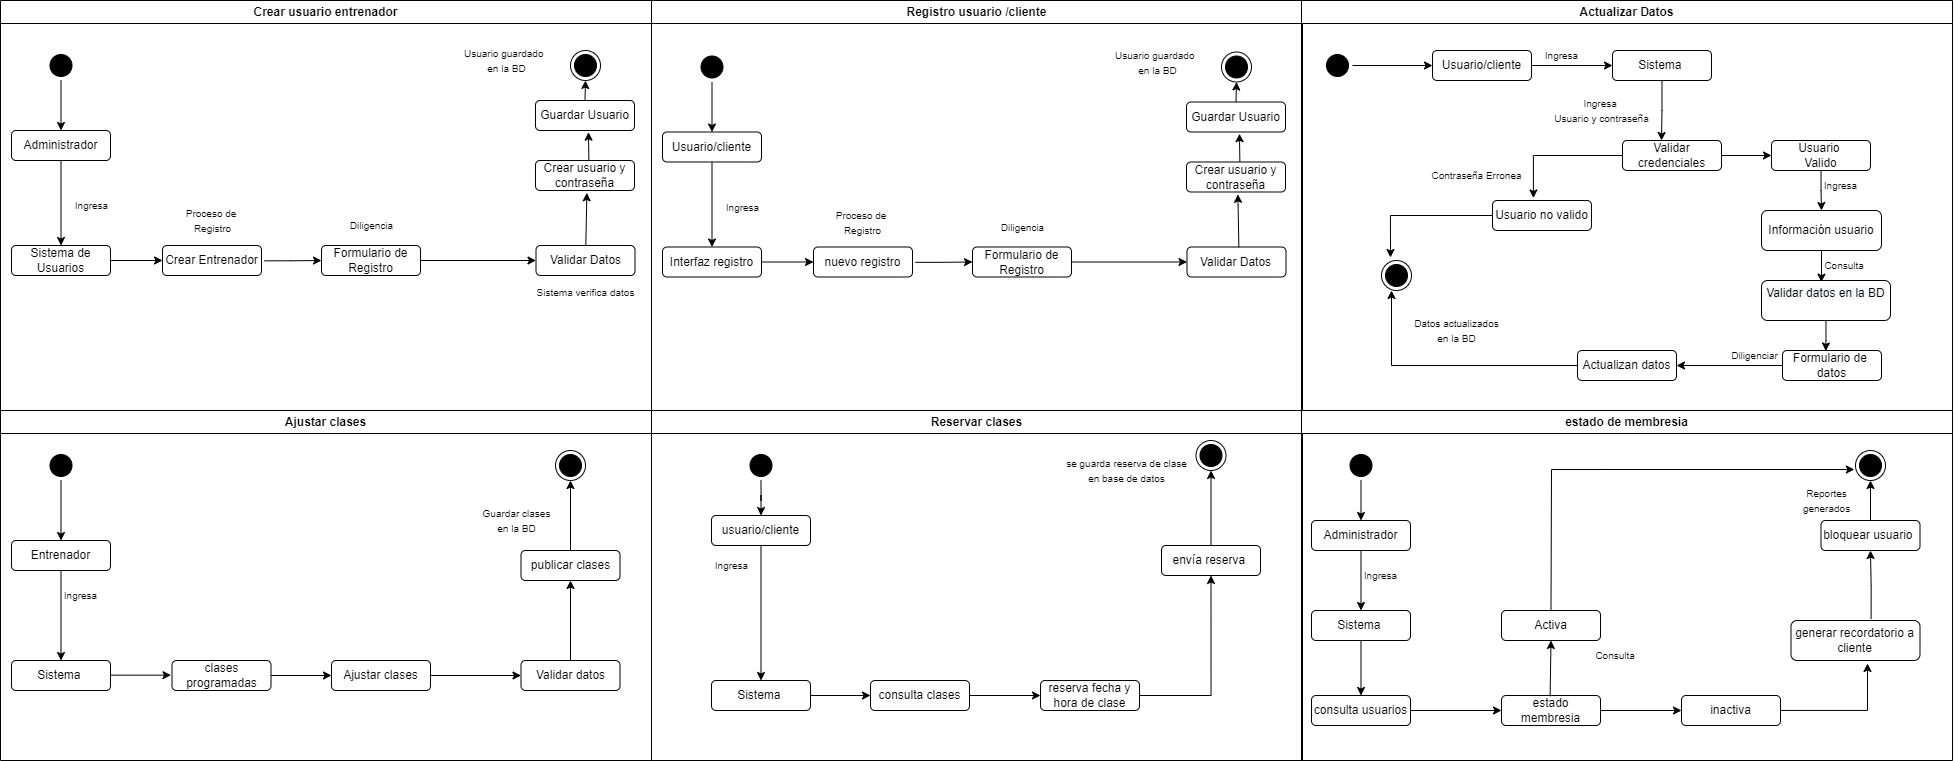 Crear usuario entrenador
Usuario guardado
en la BD
Guardar Usuario
Administrador
Crear usuario y
contraseña
Ingresa
Proceso de
Registro
Diligencia
Sistema de
Usuarios
Crear Entrenador
Formulario de
Registro
Validar Datos
Sistema verifica datos
Registro usuario /cliente
Usuario guardado
en la BD
Guardar Usuario
Usuario/cliente
Crear usuario y
contraseña
Ingresa
Proceso de
Registro
Diligencia
Interfaz registro
nuevo registro
Formulario de
Registro
Validar Datos
Actualizar Datos
Usuario/cliente
Ingresa
Sistema
Ingresa
Usuario y contraseña
Validar
credenciales
Usuario
Valido
Contraseña Erronea
Ingresa
Usuario no valido
Información usuario
Consulta
Validar datos en la BD
Datos actualizados
en la BD
Actualizan datos
Diligenciar
Formulario de
datos
Ajustar clases
Guardar clases
en la BD
Entrenador
publicar clases
Ingresa
Sistema
clases
programadas
Ajustar clases
Validar datos
Reservar clases
se guarda reserva de clase
en base de datos
usuario/cliente
Ingresa
envía reserva
Sistema
consulta clases
reserva fecha y
hora de clase
estado de membresia
Reportes
generados
Administrador
bloquear usuario
Ingresa
Sistema
Activa
generar recordatorio a
cliente
Consulta
consulta usuarios
estado
membresia
inactiva